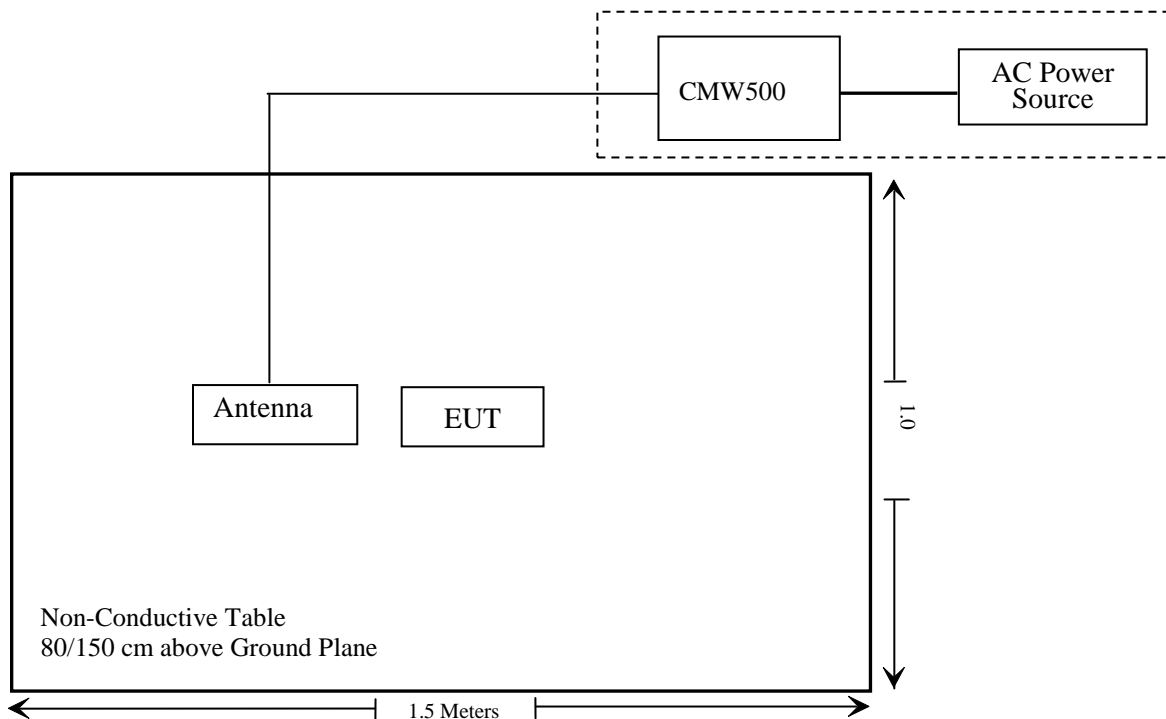 CMW500
AC Power
Source
Antenna
EUT
1.0
Non-Conductive Table
80/150 cm above Ground Plane
1.5 Meters